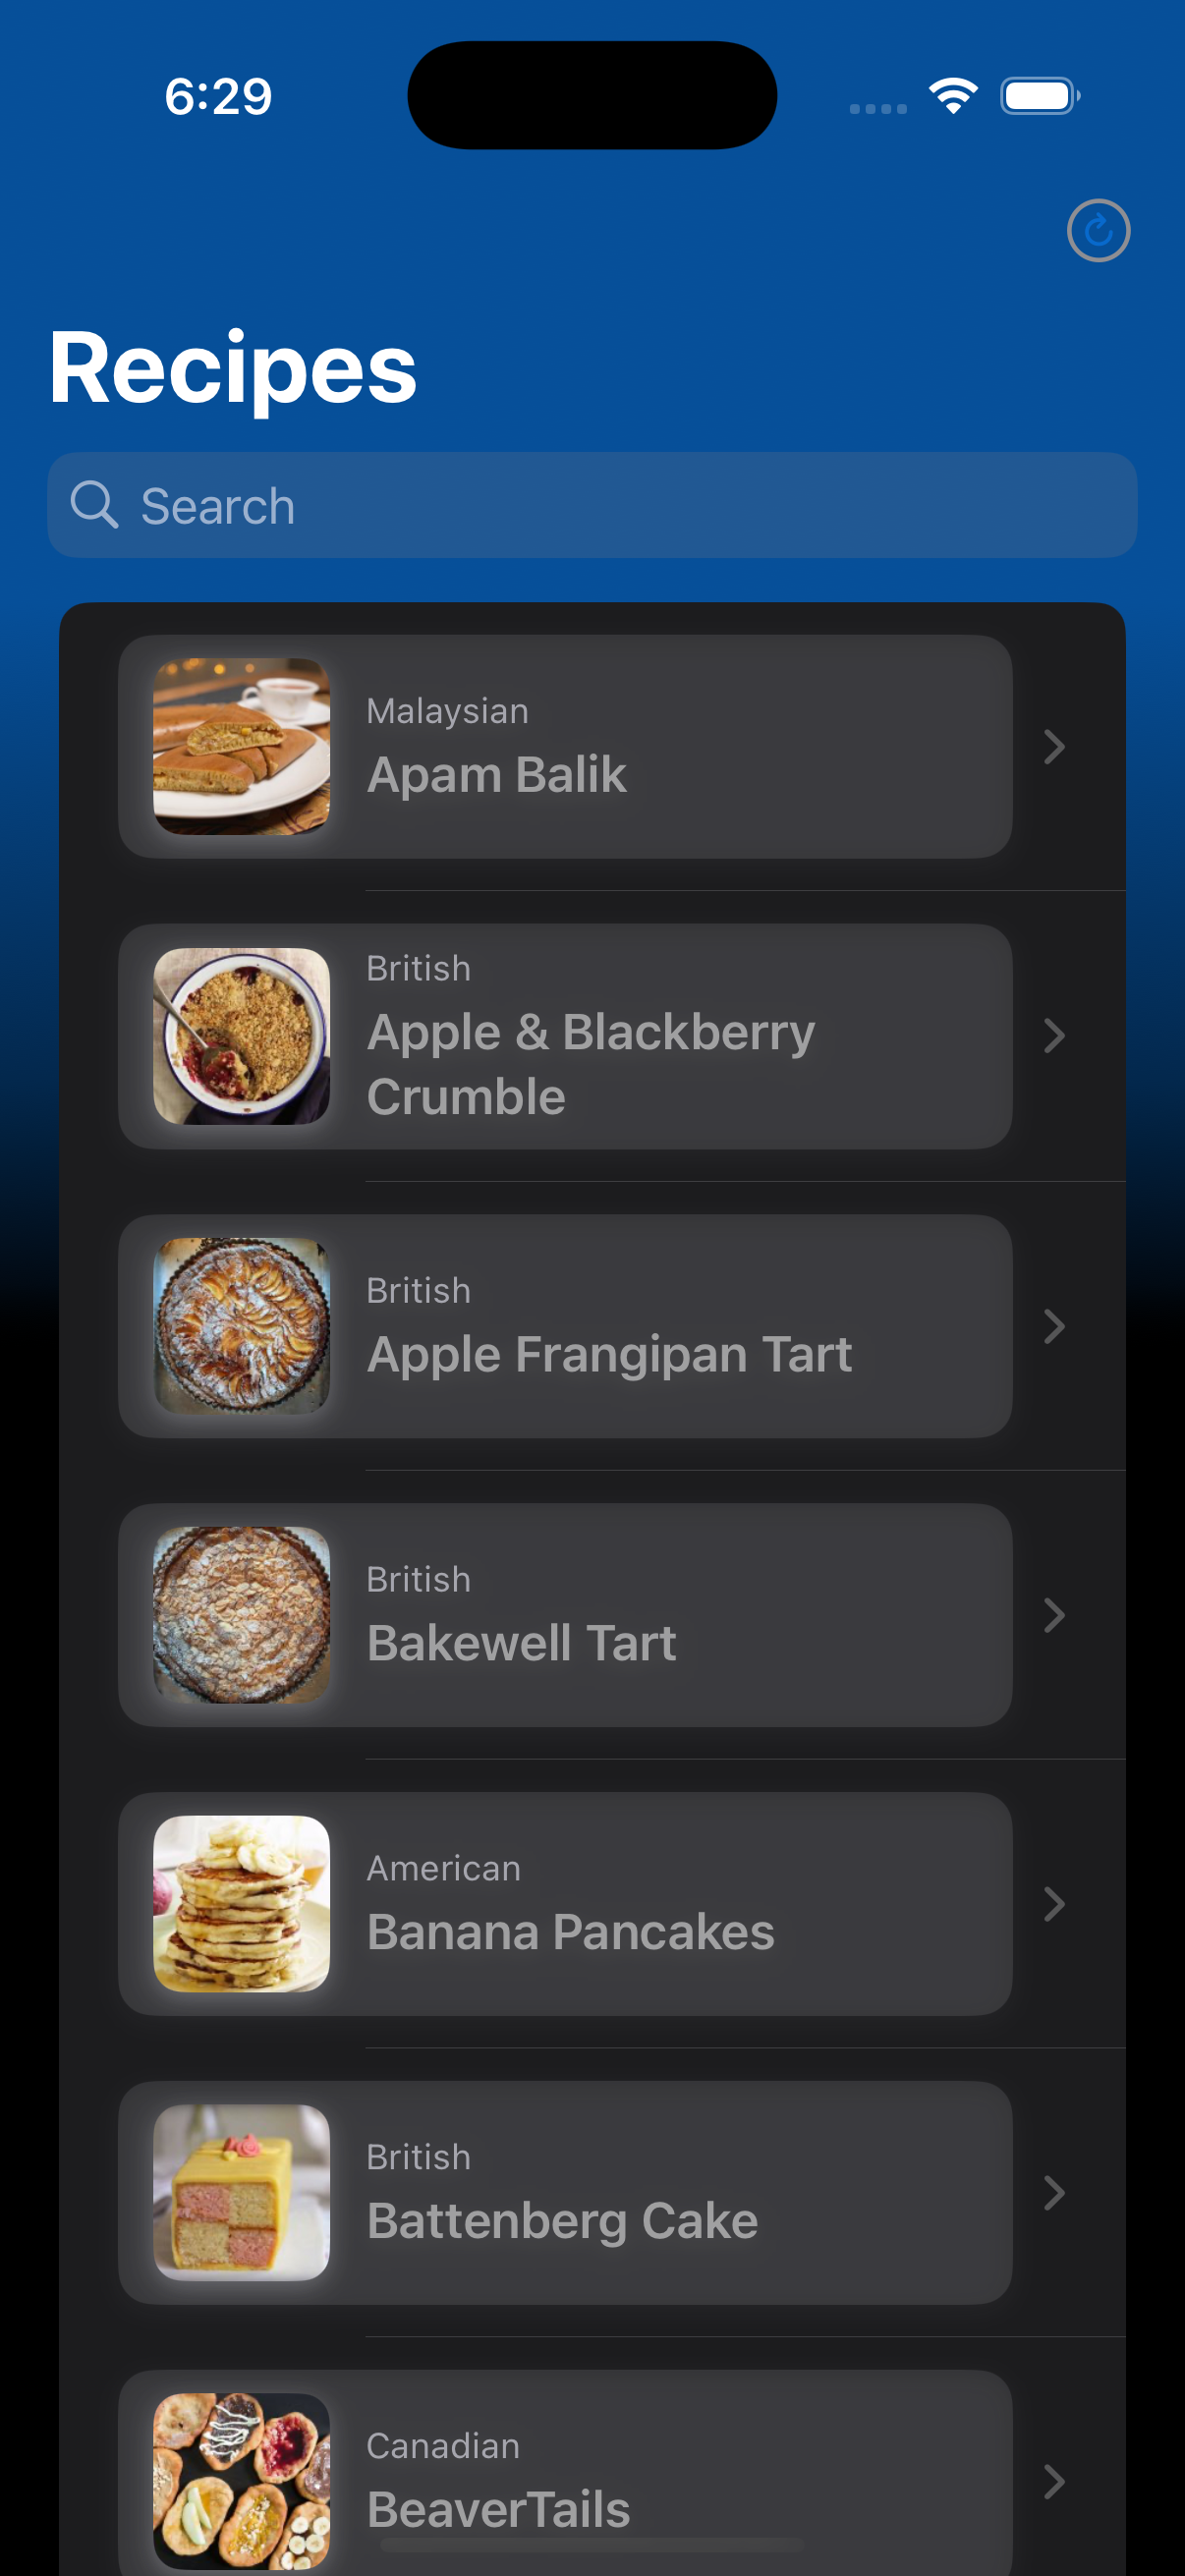 6:29
Recipes
Search
Malaysian
Apam Balik
British
Apple & Blackberry
Crumble
British
Apple Frangipan Tart
British
Bakewell Tart
American
Banana Pancakes
British
Battenberg Cake
Canadian
BeaverTails